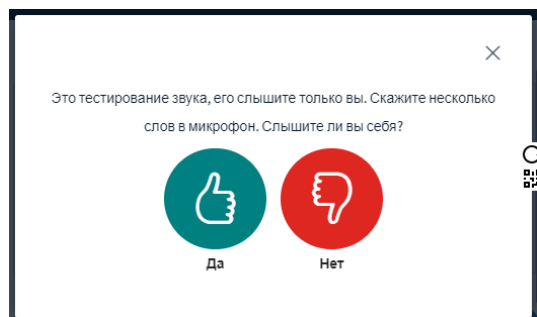 Это тестирование звука, его слышите только вы. Скажите несколько
слов в микрофон. Слышите ли вы себя?
Да
Нет